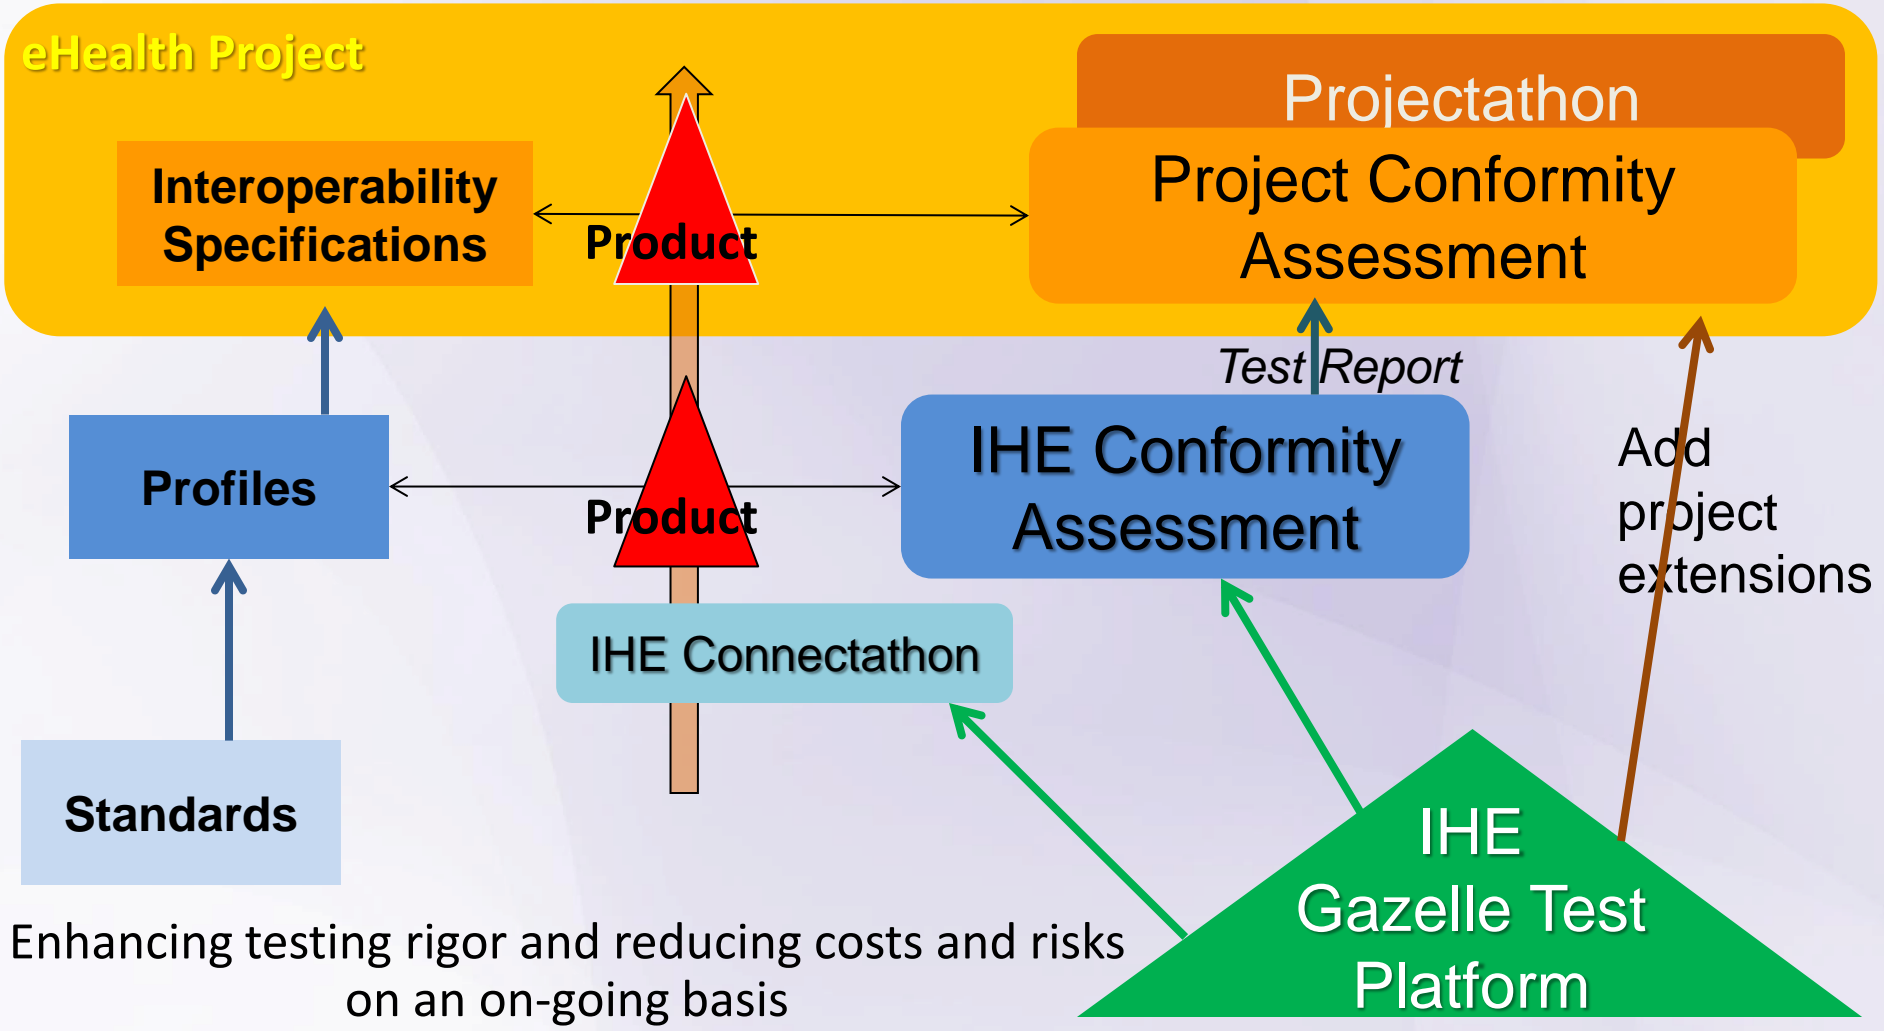 eHealth Project
Projectathon
Interoperability
Specifications
Product
Project Conformity
Assessment
Test Report
Profiles
Product
IHE Conformity
Assessment
Add
project
extensions
IHE Connectathon
Standards
IHE
Gazelle Test
Platform
Enhancing testing rigor and reducing costs and risks
on an on-going basis